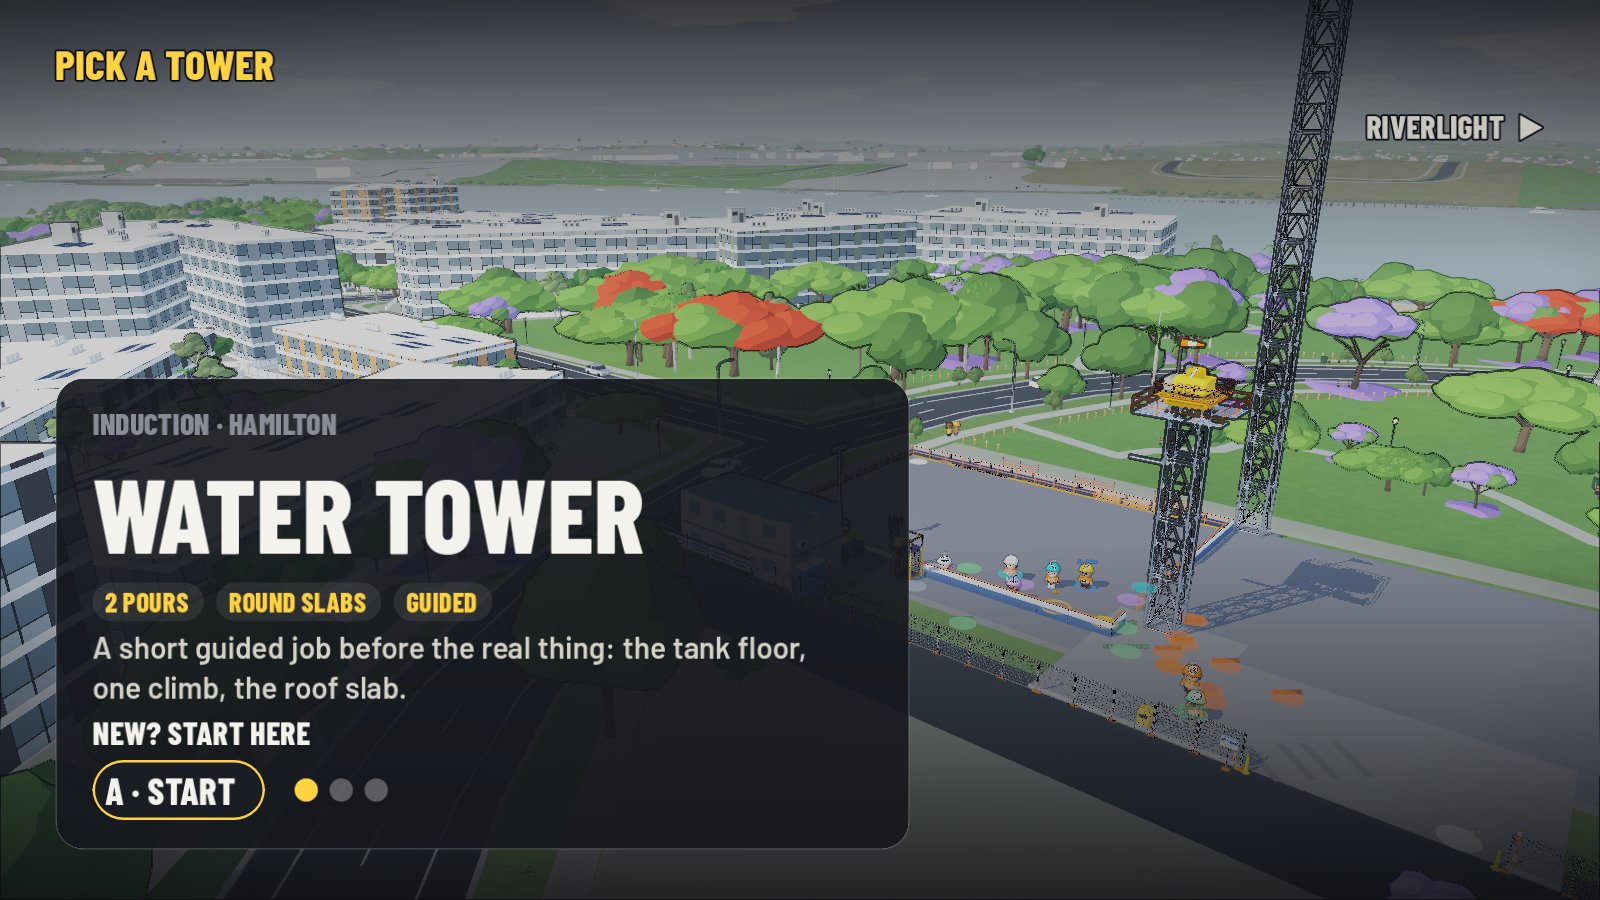 PICK A TOWER
RIVERLIGHT
INDUCTION · HAMILTON
WATER TOWER
2 POURS ROUND SLABS GUIDED
A short guided job before the real thing: the tank floor,
one climb, the roof slab.
NEW? START HERE
A · START